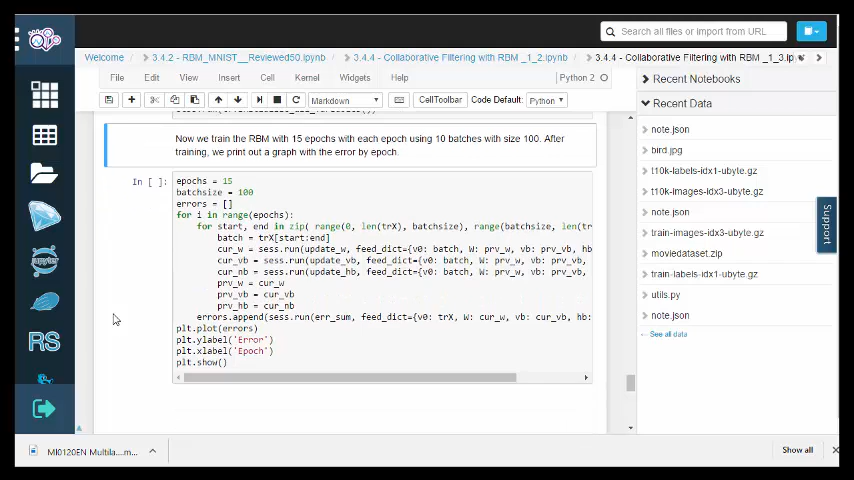 Search all files or import from URL
Welcome
3.4.2 - RBM_MNIST__Reviewed50.ipynb
3.4.4 - Collaborative Filtering with RBM _1_2.ipynb
3.4.4 - Collaborative Filtering with RBM _1_3.ip
File Edit View Insert Cell Kernel Widgets Help
Python 2
Markdown
CellToolbar
Code Default:
Python
Now we train the RBM with 15 epochs with each epoch using 10 batches with size 100. After
training, we print out a graph with the error by epoch.
In [ ]:
epochs = 15
batchsize = 100
errors = []
for i in range(epochs):
for start, end in zip( range(0, len(trX), batchsize), range(batchsize, len(tr
batch = trX[start:end]
cur_w = sess.run(update_w, feed_dict={v0: batch, W: prv_w, vb: prv_vb, hb
cur_vb = sess.run(update_vb, feed_dict={v0: batch, W: prv_w, vb: prv_vb,
cur_nb = sess.run(update_hb, feed_dict={v0: batch, W: prv_w, vb: prv_vb,
prv_w = cur_w
prv_vb = cur_vb
prv_hb = cur_nb
errors.append(sess.run(err_sum, feed_dict={v0: trX, W: cur_w, vb: cur_vb, hb:
plt.plot(errors)
plt.ylabel('Error')
plt.xlabel('Epoch')
plt.show()
Recent Notebooks
Recent Data
note.json
bird.jpg
t10k-labels-idx1-ubyte.gz
t10k-images-idx3-ubyte.gz
note.json
train-images-idx3-ubyte.gz
moviedataset.zip
train-labels-idx1-ubyte.gz
utils.py
note.json
See all data
Support
jupyter
RS
Ml0120EN Multila....m...
Show all